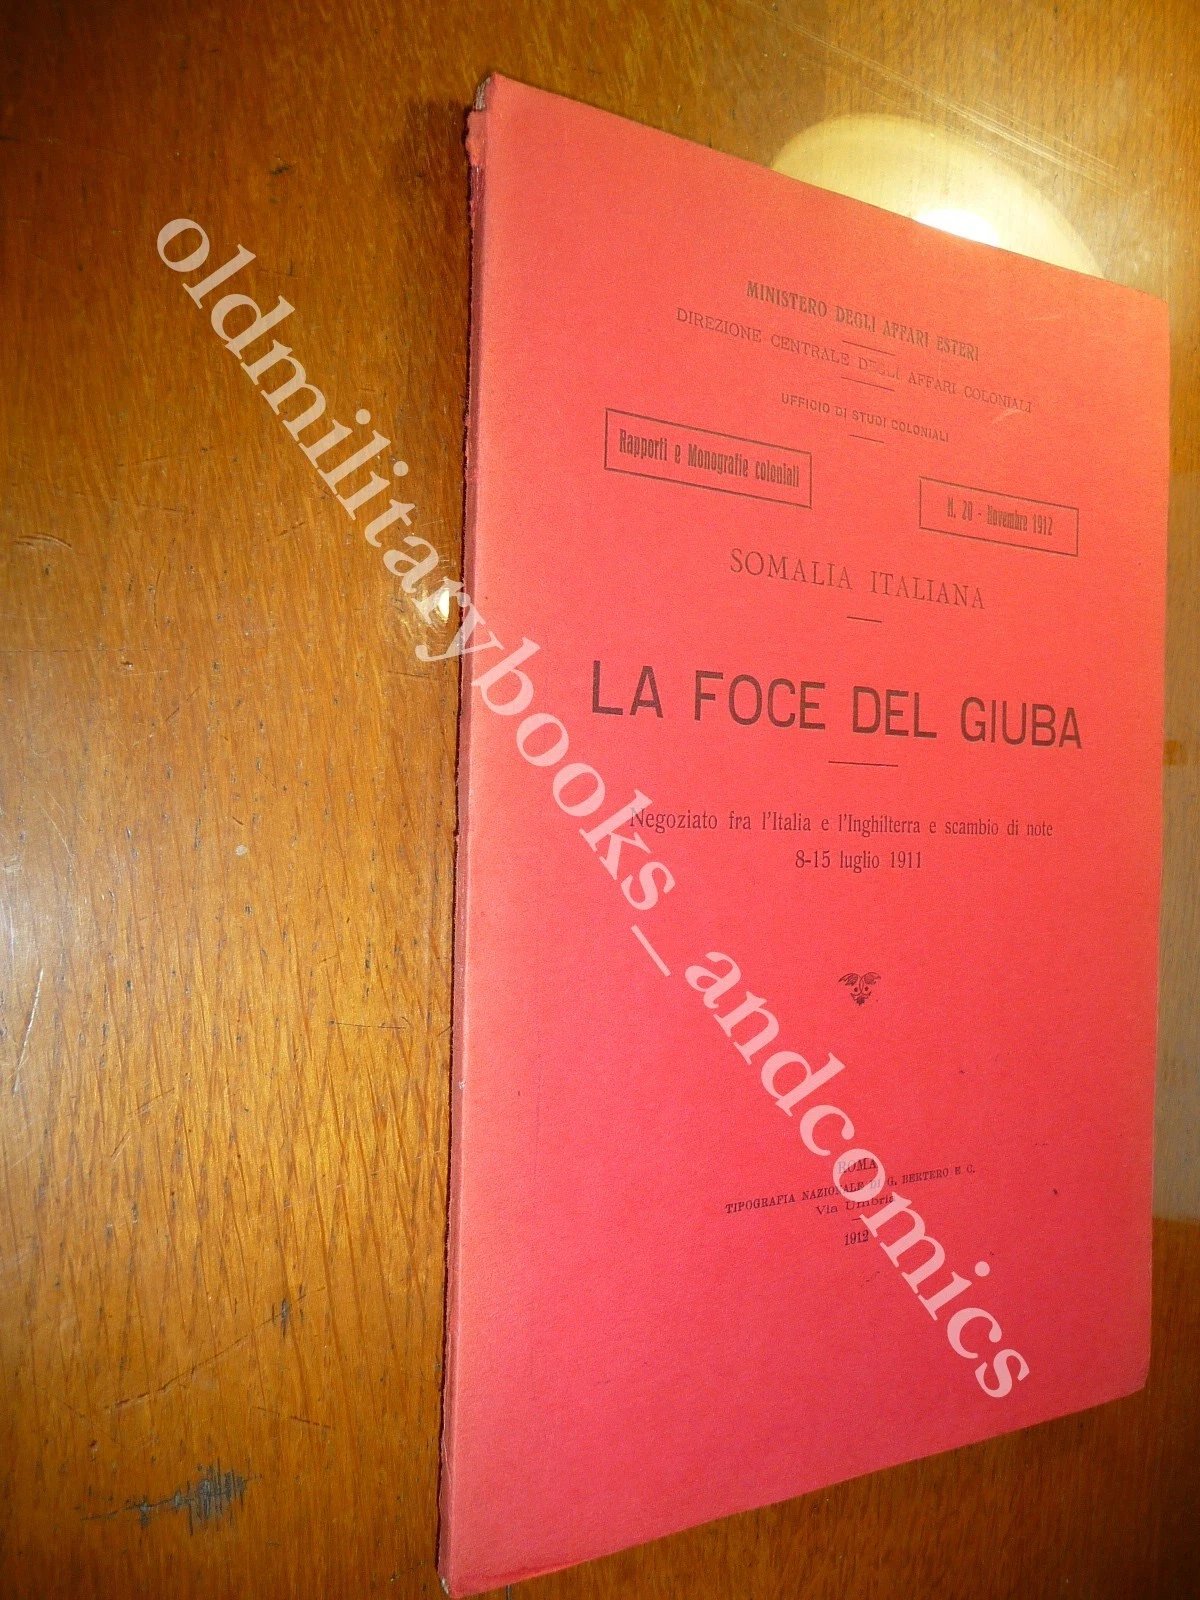 MINISTERO DEGLI AFFARI ESTERI
DIREZIONE CENTRALE DEGLI AFFARI COLONIALI
UFFICIO DI STUDI COLONIALI
Rapporti e Monografie coloniali
N. 20 - Novembre 1912
SOMALIA ITALIANA
LA FOCE DEL GIUBA
Negoziato fra l'Italia e l'Inghilterra e scambio di note
8-15 luglio 1911
ROMA
TIPOGRAFIA NAZIONALE DI G. BERTERO E C.
Via Umbria
1912
oldmilitarybooks_andcomics